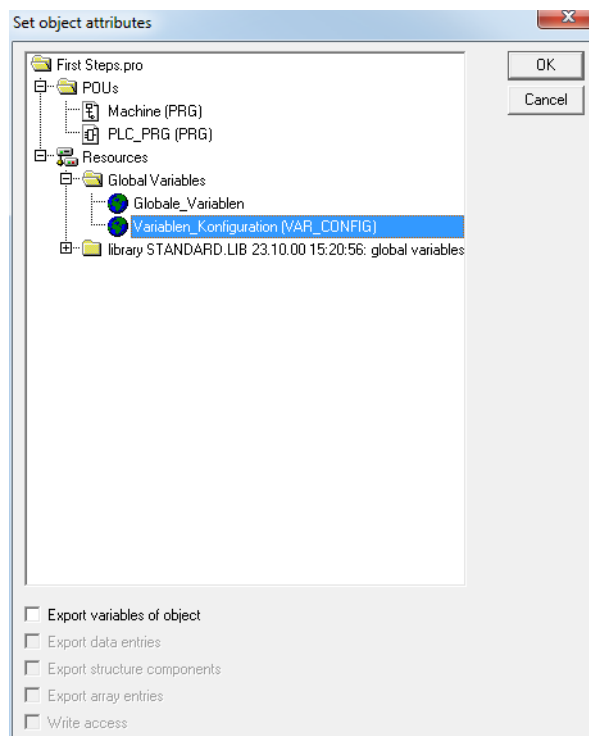 Set object attributes
First Steps.pro
OK
POUs
Cancel
Machine (PRG)
PLC_PRG (PRG)
Resources
Global Variables
Globale_Variablen
Variablen_Konfiguration (VAR_CONFIG)
library STANDARD.LIB 23.10.00 15:20:56: global variables
Export variables of object
Export data entries
Export structure components
Export array entries
Write access